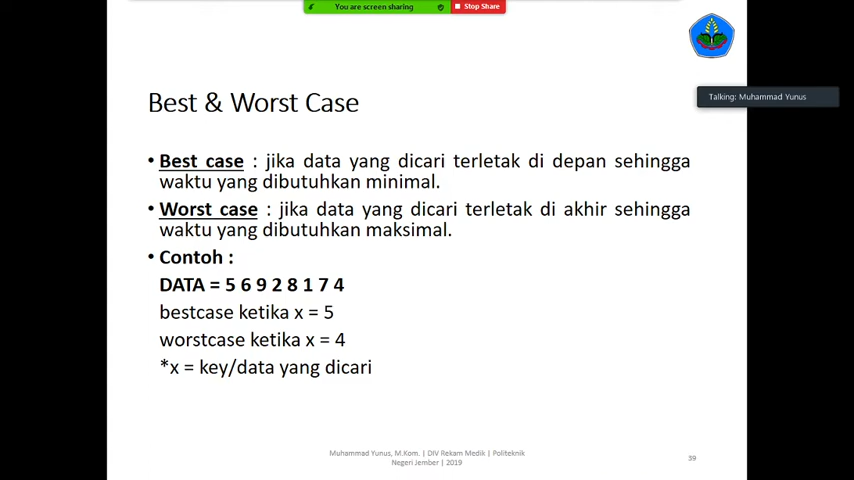 You are screen sharing
Stop Share
Talking: Muhammad Yunus
Best & Worst Case
• Best case : jika data yang dicari terletak di depan sehingga
waktu yang dibutuhkan minimal.
• Worst case : jika data yang dicari terletak di akhir sehingga
waktu yang dibutuhkan maksimal.
• Contoh :
DATA = 5 6 9 2 8 1 7 4
bestcase ketika x = 5
worstcase ketika x = 4
*x = key/data yang dicari
Muhammad Yunus, M.Kom. | DIV Rekam Medik | Politeknik
Negeri Jember | 2019
39